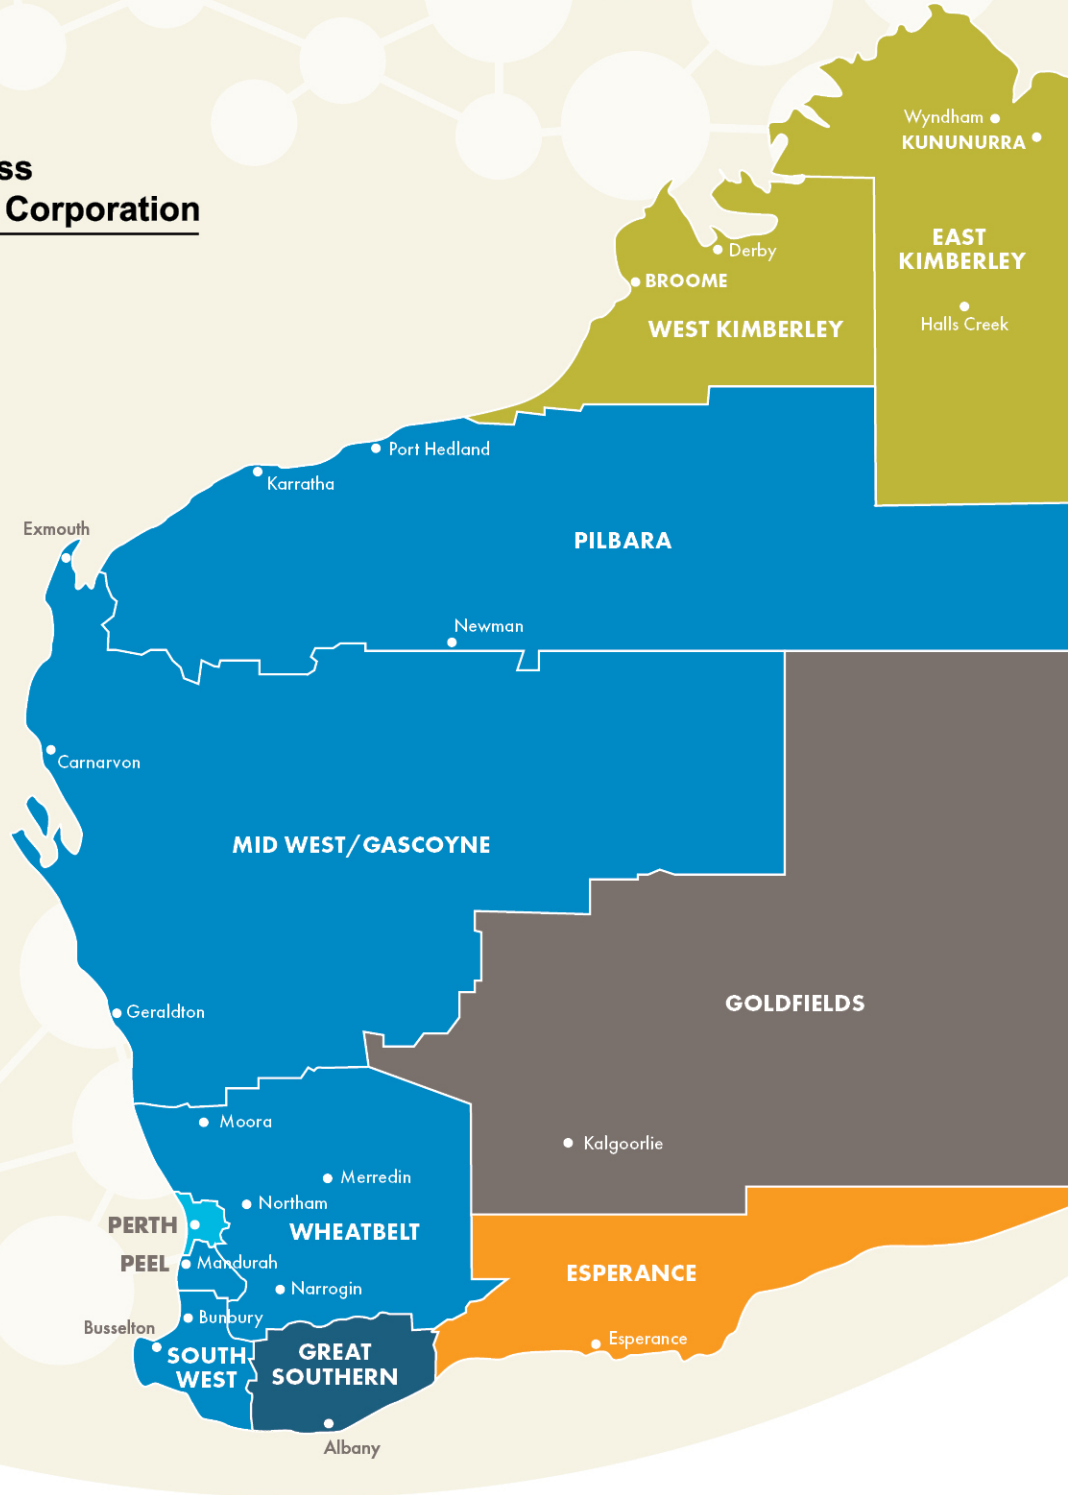 ss
Corporation
Wyndham
KUNUNURRA
EAST
KIMBERLEY
Halls Creek
Derby
BROOME
WEST KIMBERLEY
Port Hedland
Karratha
Exmouth
PILBARA
Newman
Carnarvon
MID WEST/GASCOYNE
Geraldton
GOLDFIELDS
Moora
Kalgoorlie
Merredin
Northam
PERTH
WHEATBELT
PEEL
Mandurah
ESPERANCE
Narrogin
Bunbury
Busselton
Esperance
SOUTH
WEST
GREAT
SOUTHERN
Albany